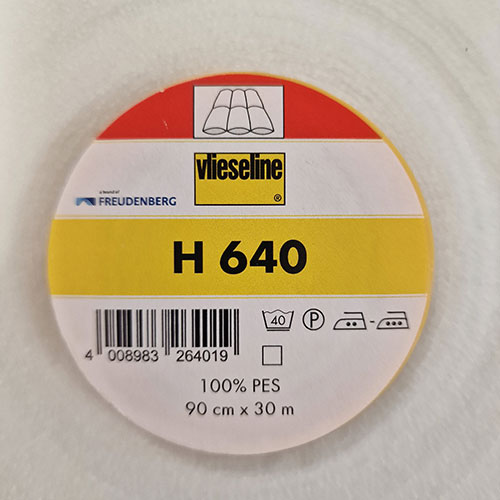 vlieseline
®
a brand of
FREUDENBERG
H 640
40 P
4 008983 264019
100% PES
90 cm x 30 m